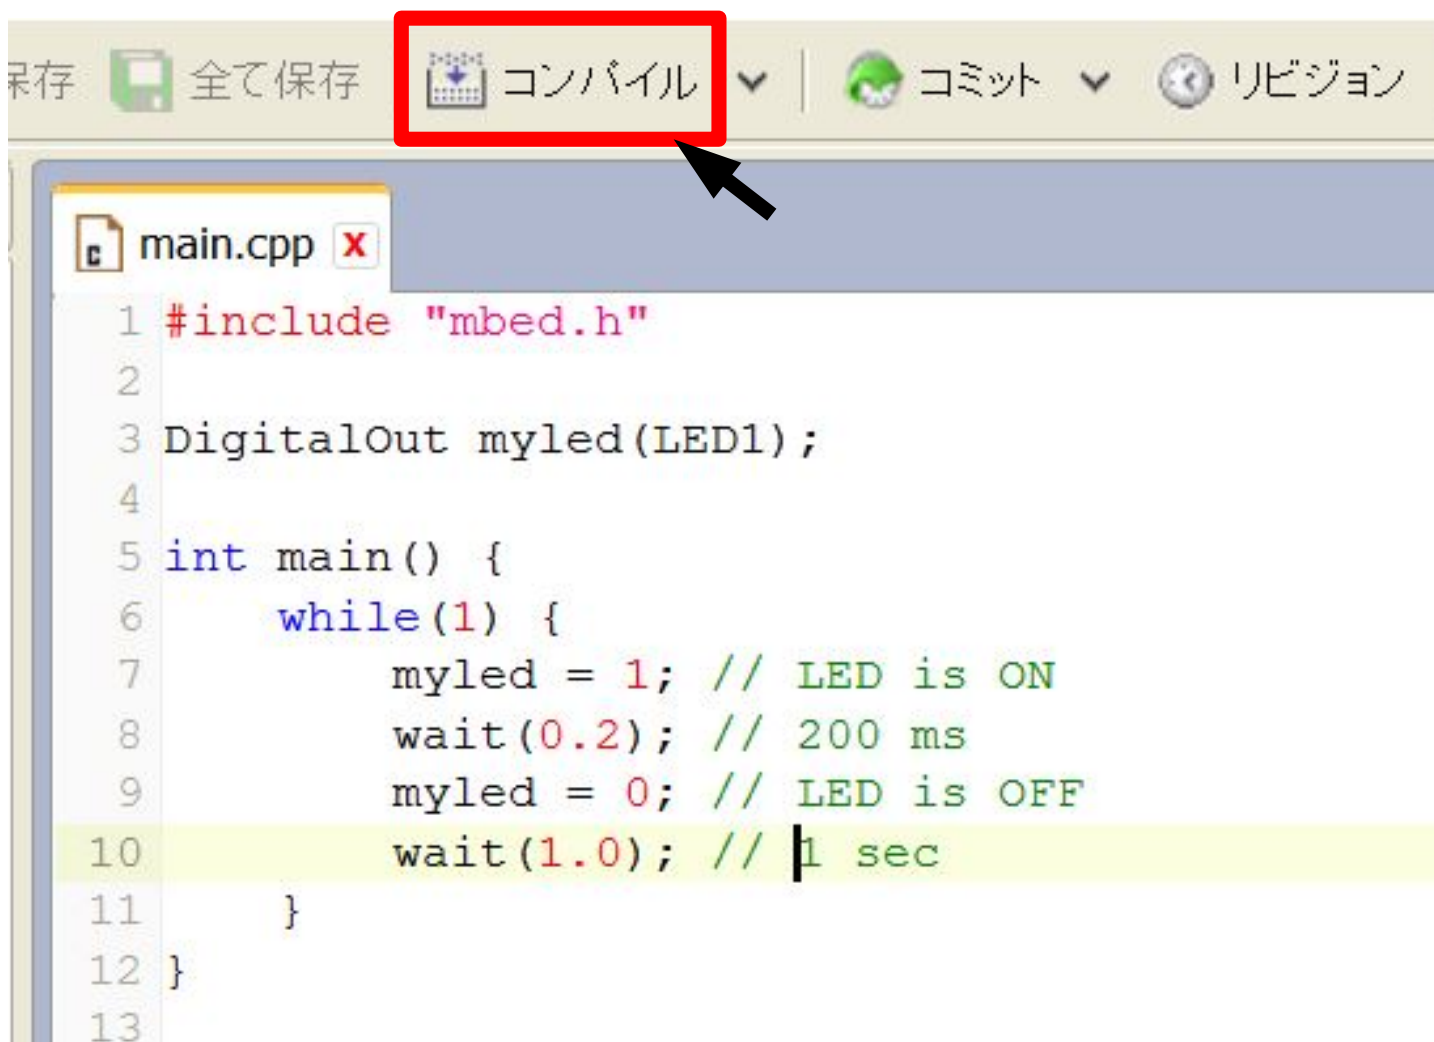 保存 全て保存 コンパイル コミット リビジョン
main.cpp
1 #include "mbed.h"
2
3 DigitalOut myled(LED1);
4
5 int main() {
6     while(1) {
7         myled = 1; // LED is ON
8         wait(0.2); // 200 ms
9         myled = 0; // LED is OFF
10         wait(1.0); // 1 sec
11     }
12 }
13